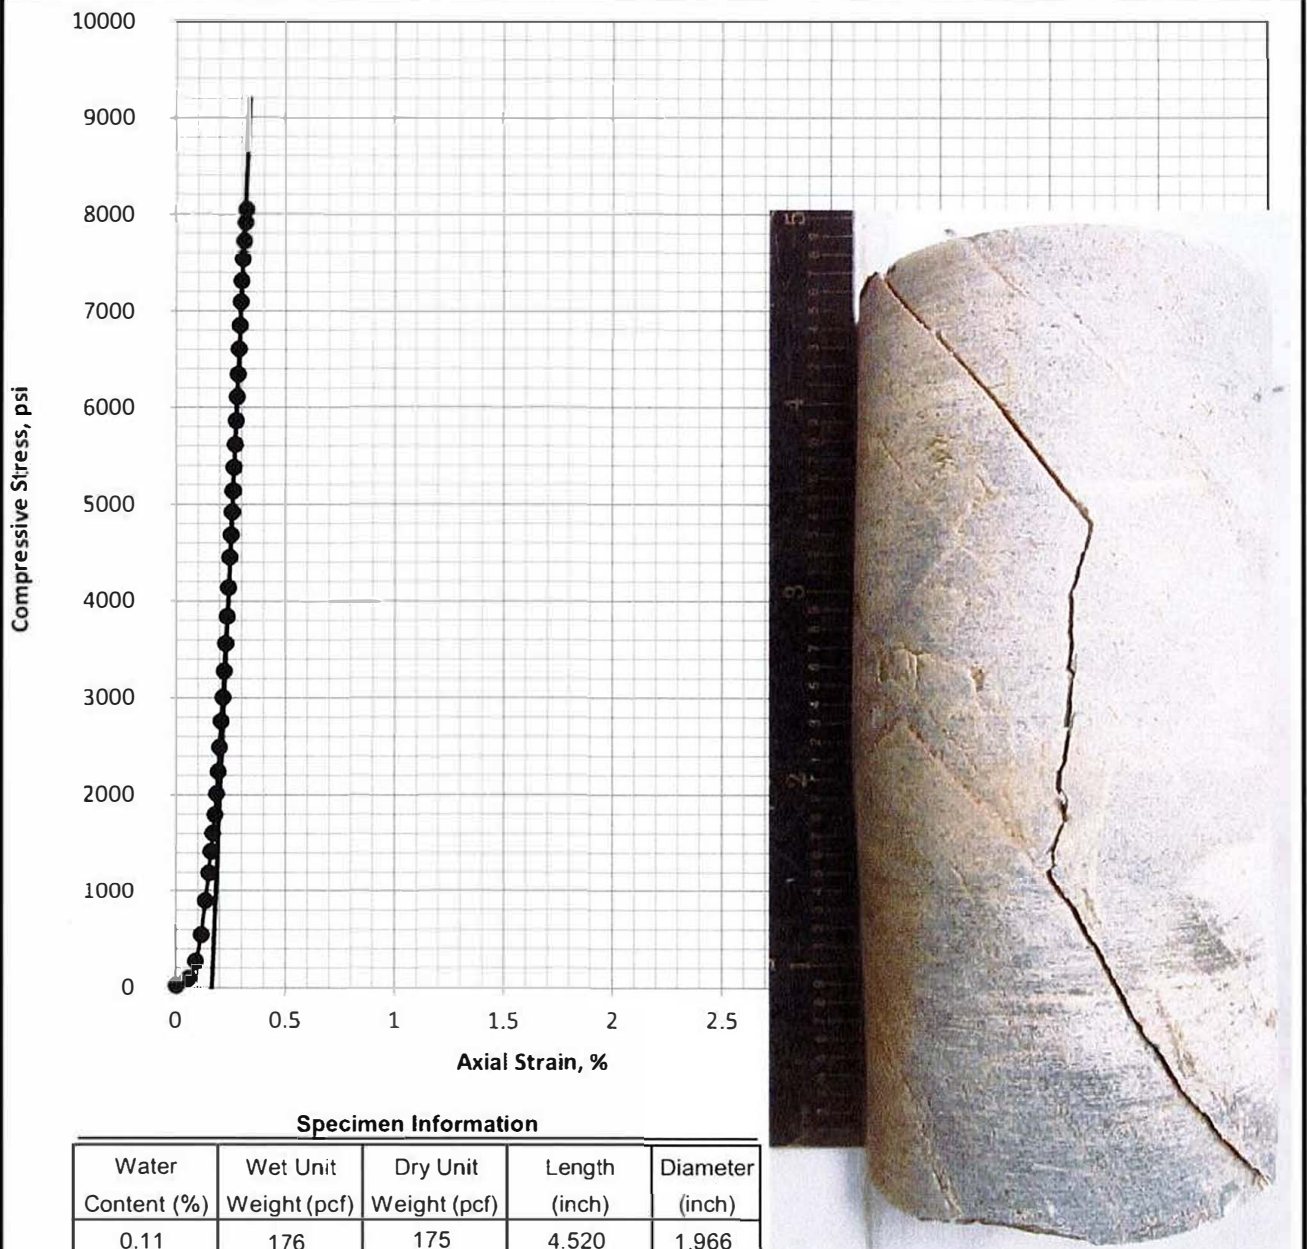 10000
9000
8000
7000
6000
5000
4000
3000
2000
1000
0
Compressive Stress, psi
0 0.5 1 1.5 2 2.5
Axial Strain, %
5
4
3
2
1
Specimen Information
Water Content (%) Wet Unit Weight (pcf) Dry Unit Weight (pcf) Length (inch) Diameter (inch)
0.11 176 175 4.520 1.966